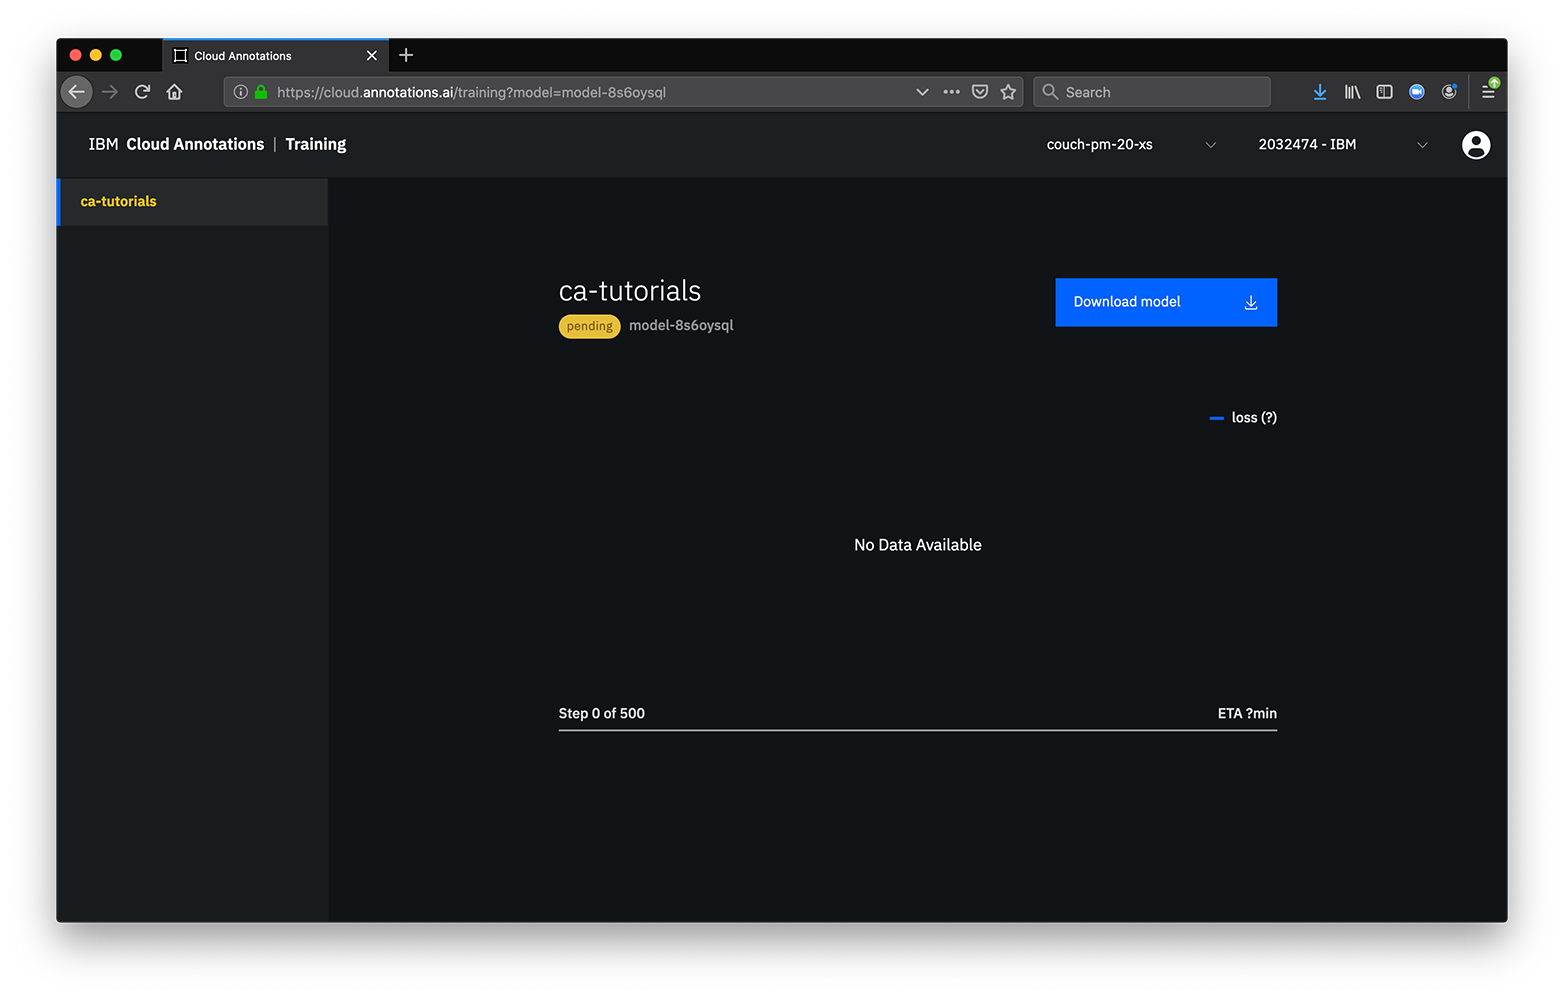 Cloud Annotations
https://cloud.annotations.ai/training?model=model-8s6oysql
Search
IBM Cloud Annotations | Training
couch-pm-20-xs
2032474 - IBM
ca-tutorials
ca-tutorials
Download model
pending
model-8s6oysql
loss (?)
No Data Available
Step 0 of 500
ETA ?min